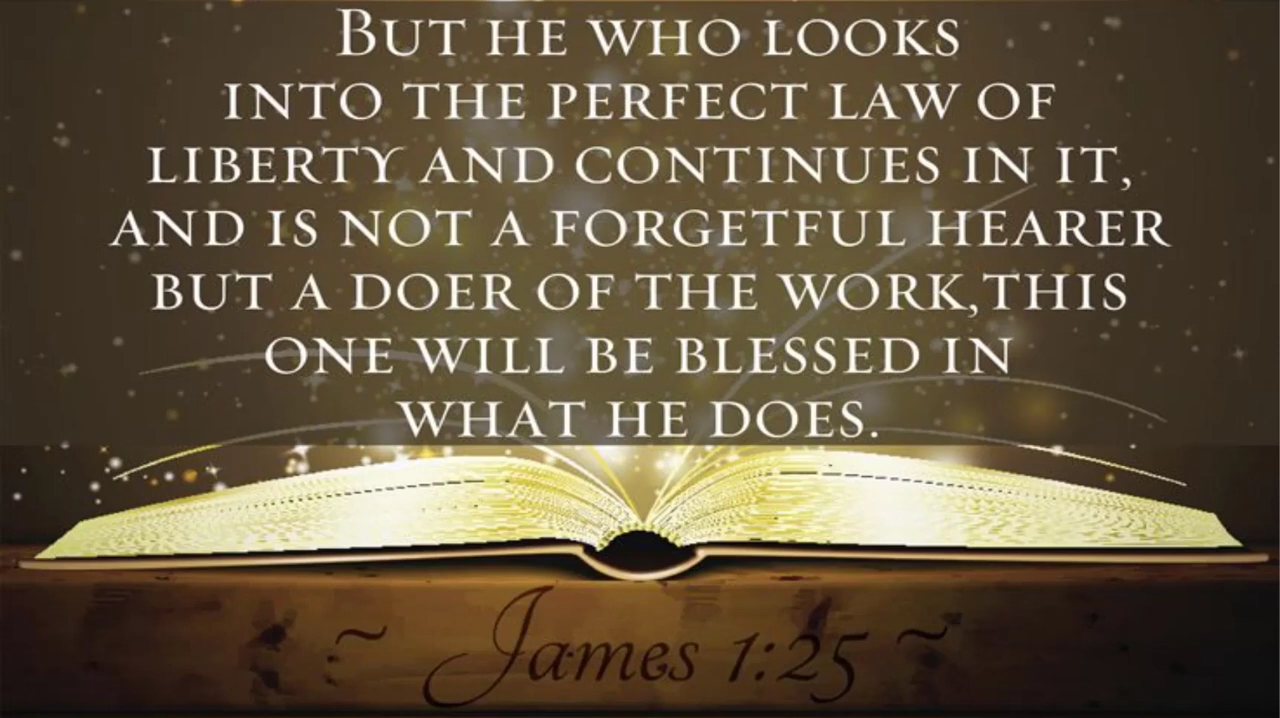 But he who looks
into the perfect law of
liberty and continues in it,
and is not a forgetful hearer
but a doer of the work,this
one will be blessed in
what he does.
~ James 1:25 ~